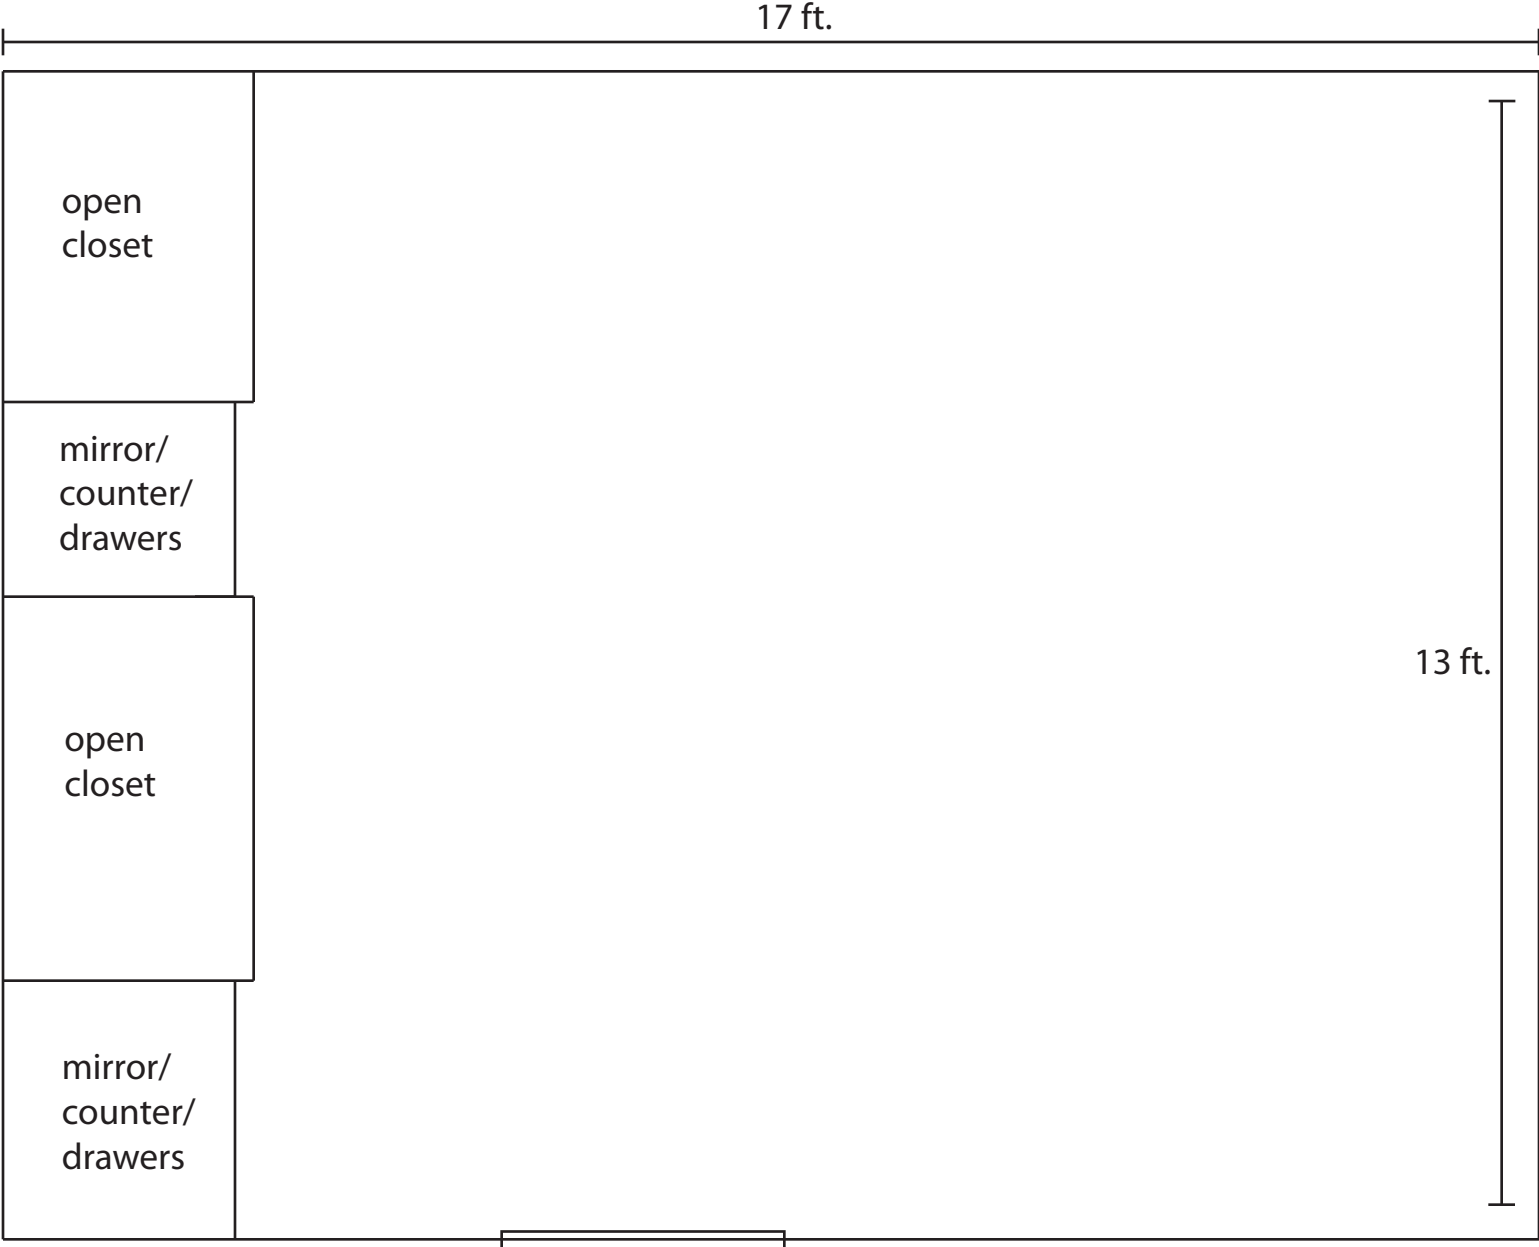 17 ft.
open
closet
mirror/
counter/
drawers
13 ft.
open
closet
mirror/
counter/
drawers